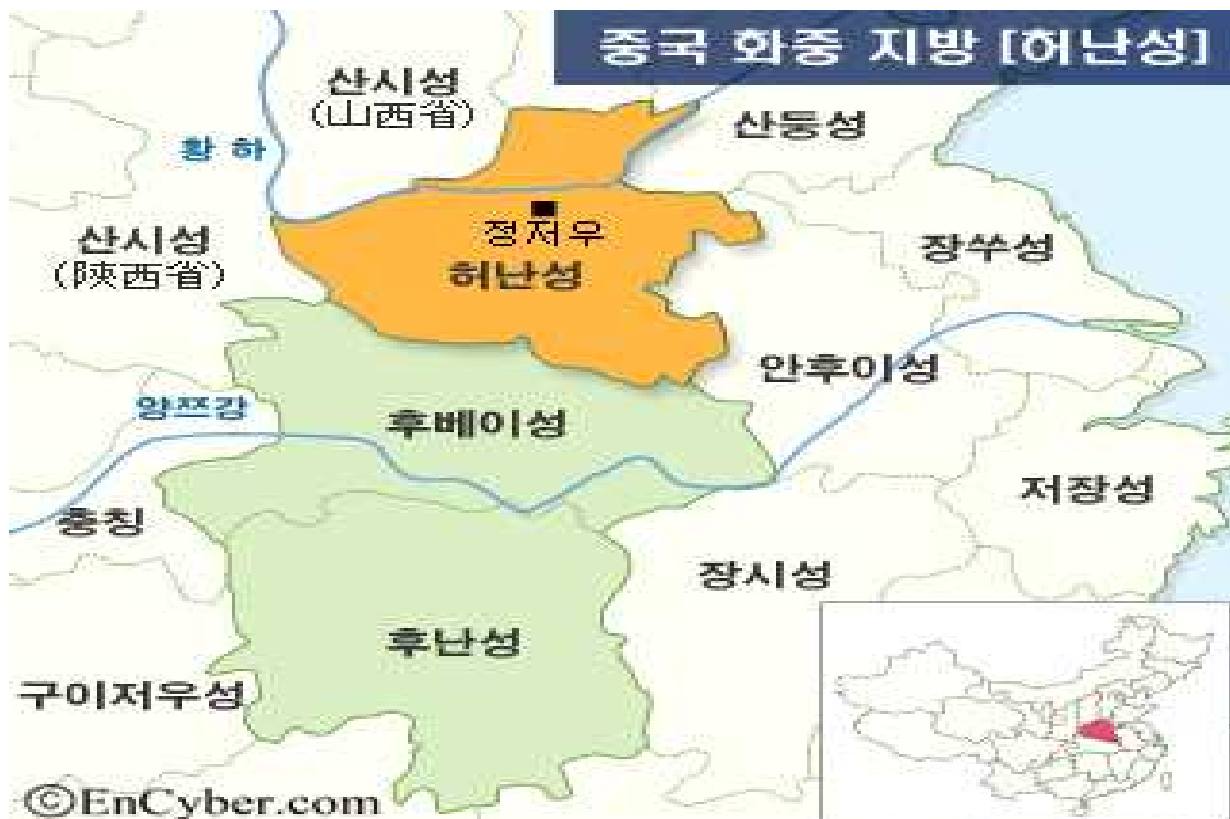 중국 화중 지방 [허난성]
산시성
(山西省)
산둥성
황 하
정저우
산시성
(陝西省)
장쑤성
허난성
안후이성
양쯔강
후베이성
저장성
충칭
장시성
후난성
구이저우성
©EnCyber.com